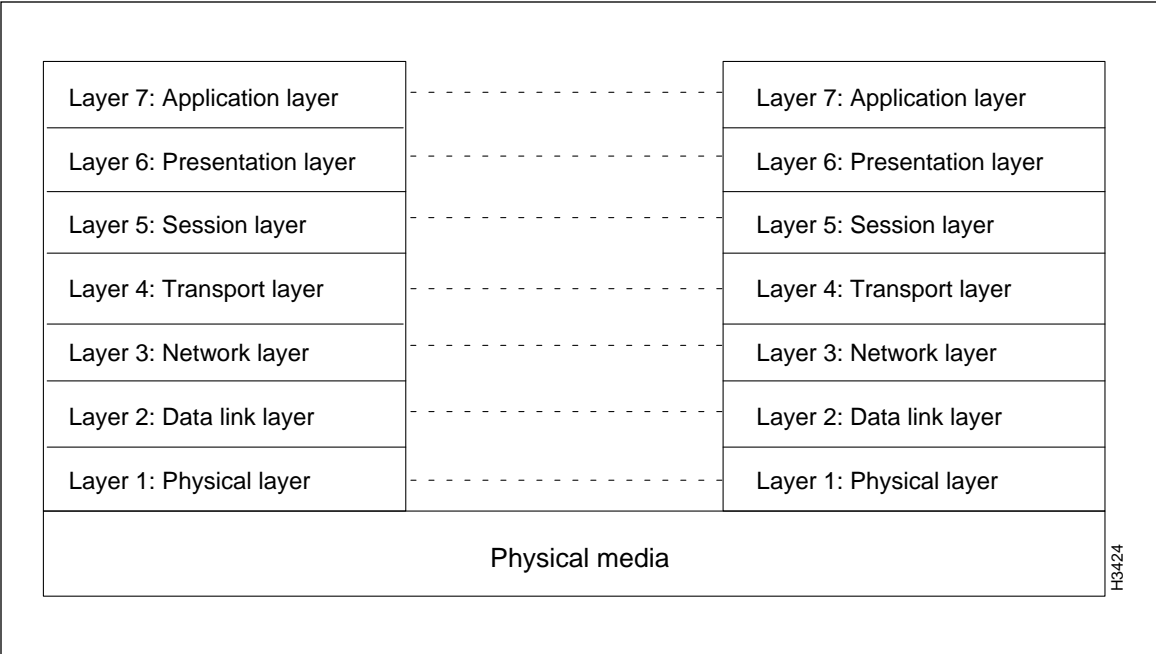 Layer 7: Application layer
Layer 6: Presentation layer
Layer 5: Session layer
Layer 4: Transport layer
Layer 3: Network layer
Layer 2: Data link layer
Layer 1: Physical layer
Layer 7: Application layer
Layer 6: Presentation layer
Layer 5: Session layer
Layer 4: Transport layer
Layer 3: Network layer
Layer 2: Data link layer
Layer 1: Physical layer
Physical media
H3424